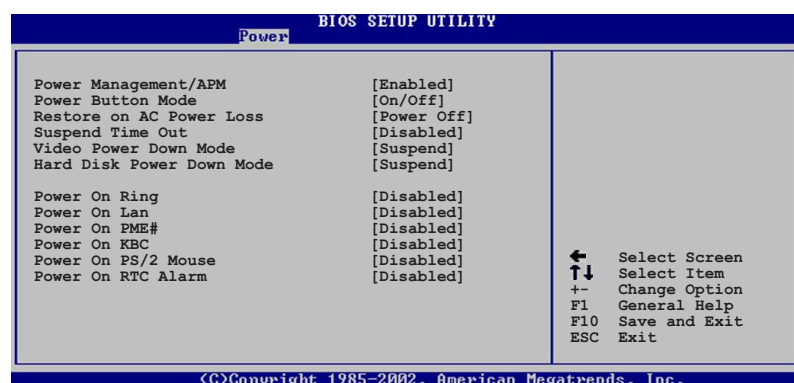 BIOS SETUP UTILITY
Power
Power Management/APM [Enabled]
Power Button Mode [On/Off]
Restore on AC Power Loss [Power Off]
Suspend Time Out [Disabled]
Video Power Down Mode [Suspend]
Hard Disk Power Down Mode [Suspend]
Power On Ring [Disabled]
Power On Lan [Disabled]
Power On PME# [Disabled]
Power On KBC [Disabled]
Power On PS/2 Mouse [Disabled]
Power On RTC Alarm [Disabled]
← Select Screen
↑↓ Select Item
+- Change Option
F1 General Help
F10 Save and Exit
ESC Exit
(C)Copyright 1985-2002, American Megatrends, Inc.